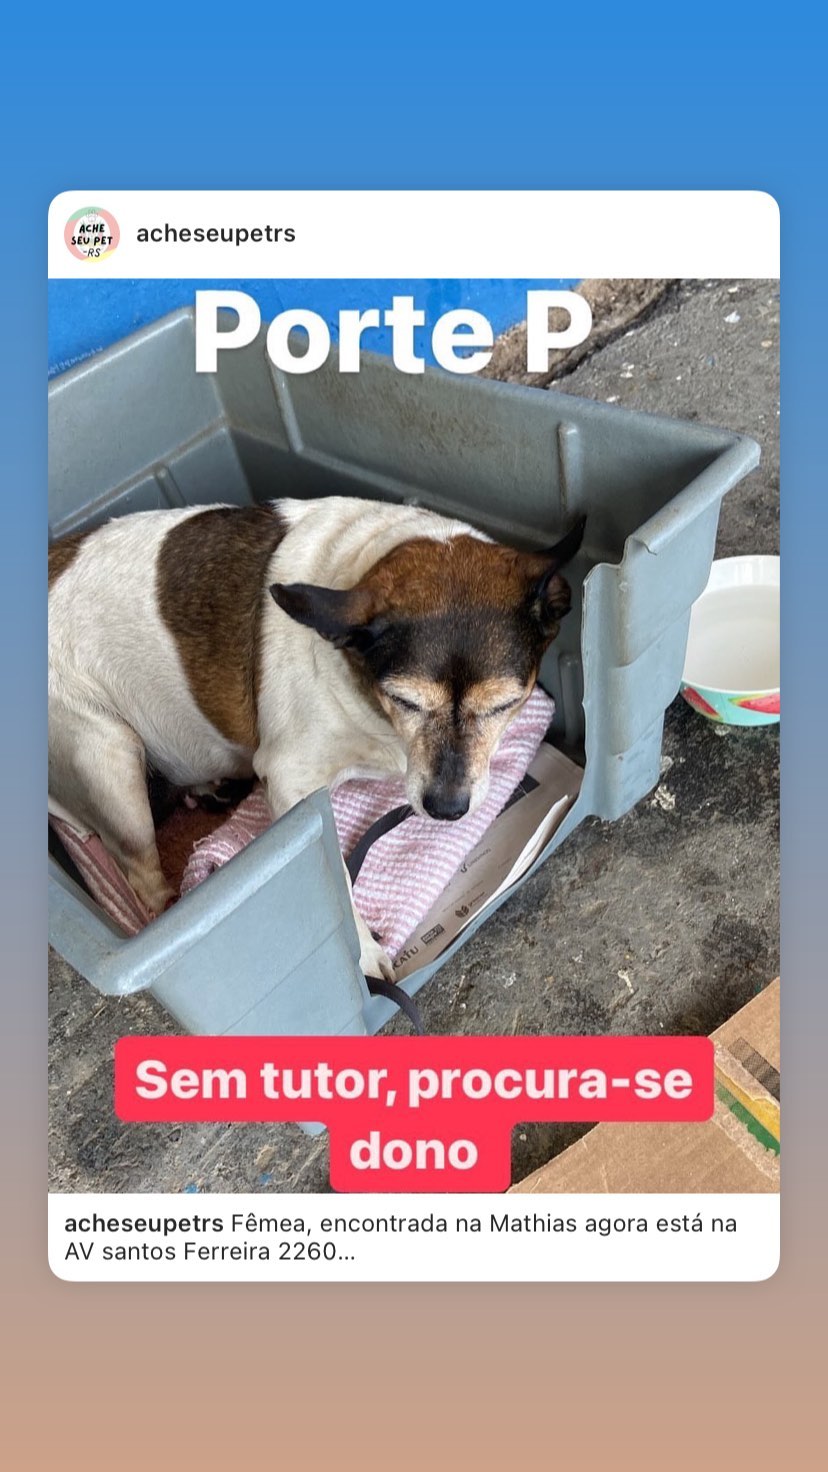 ACHE
SEU PET
-RS
acheseupetrs
Porte P
Sem tutor, procura-se
dono
acheseupetrs Fêmea, encontrada na Mathias agora está na
AV santos Ferreira 2260...